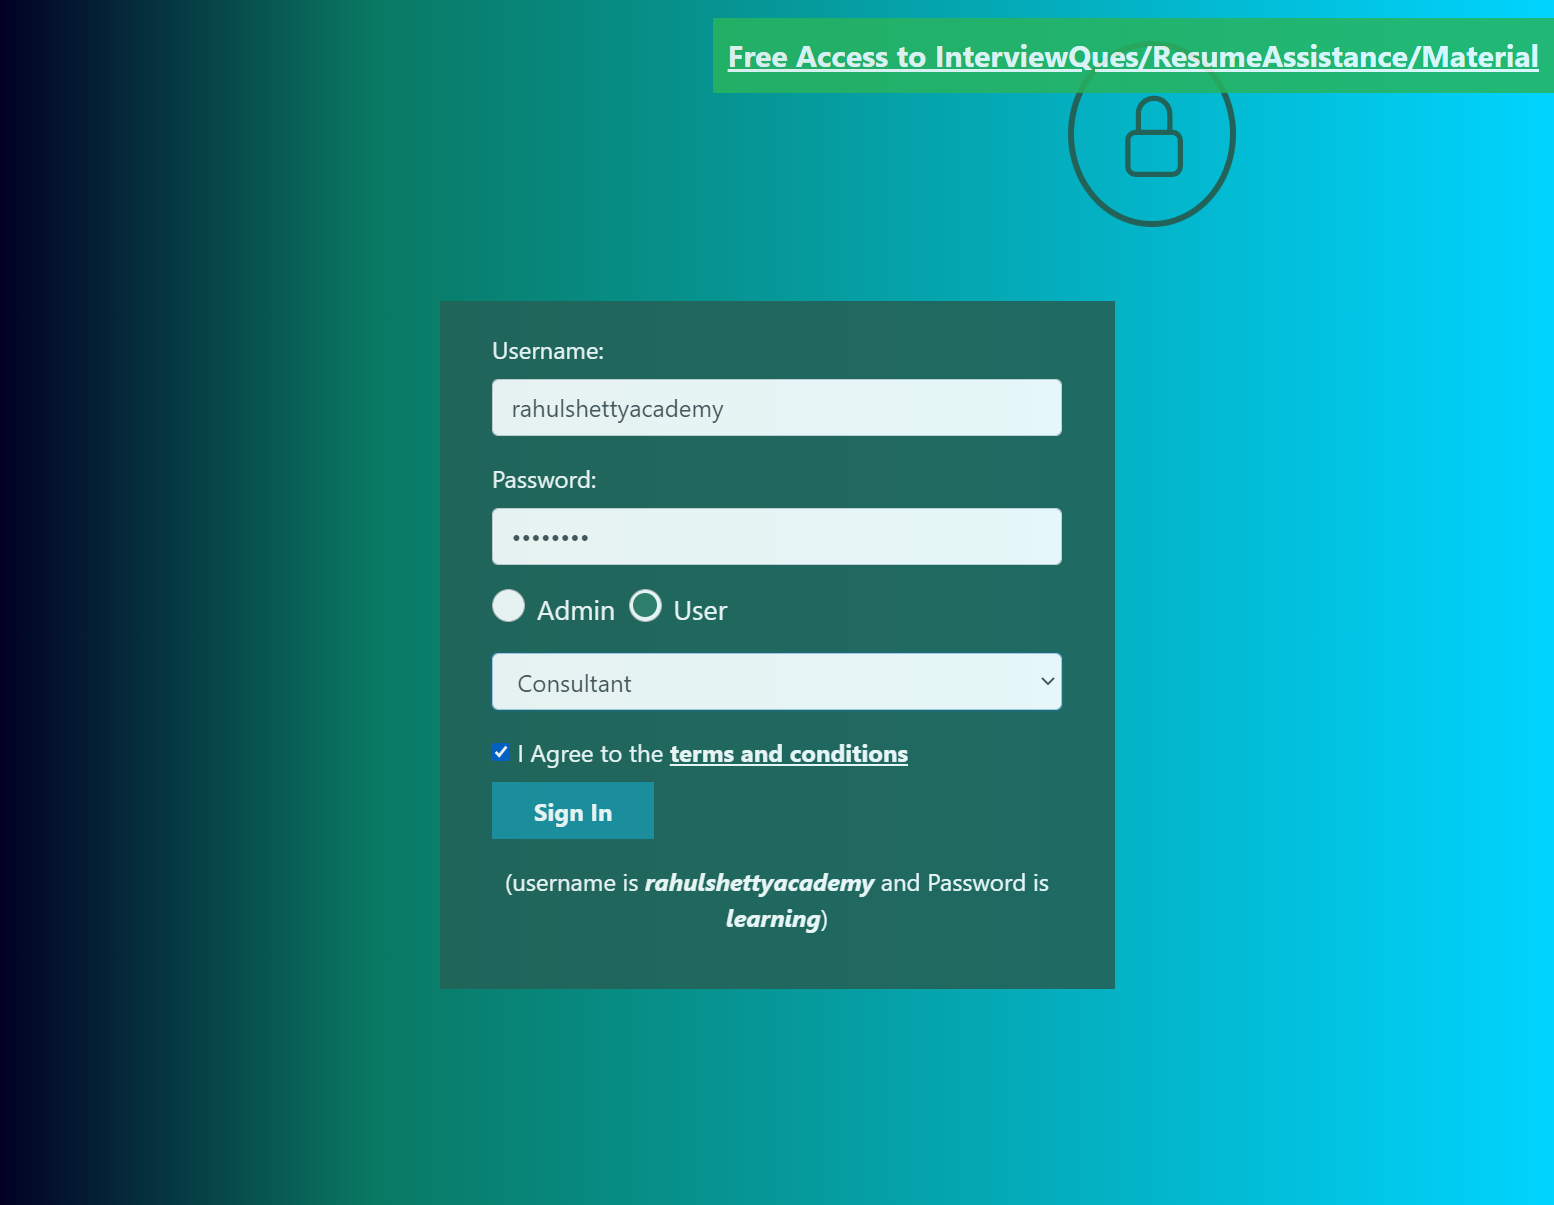 Free Access to InterviewQues/ResumeAssistance/Material
Username:
rahulshettyacademy
Password:
••••••••
Admin User
Consultant
I Agree to the terms and conditions
Sign In
(username is rahulshettyacademy and Password is
learning)